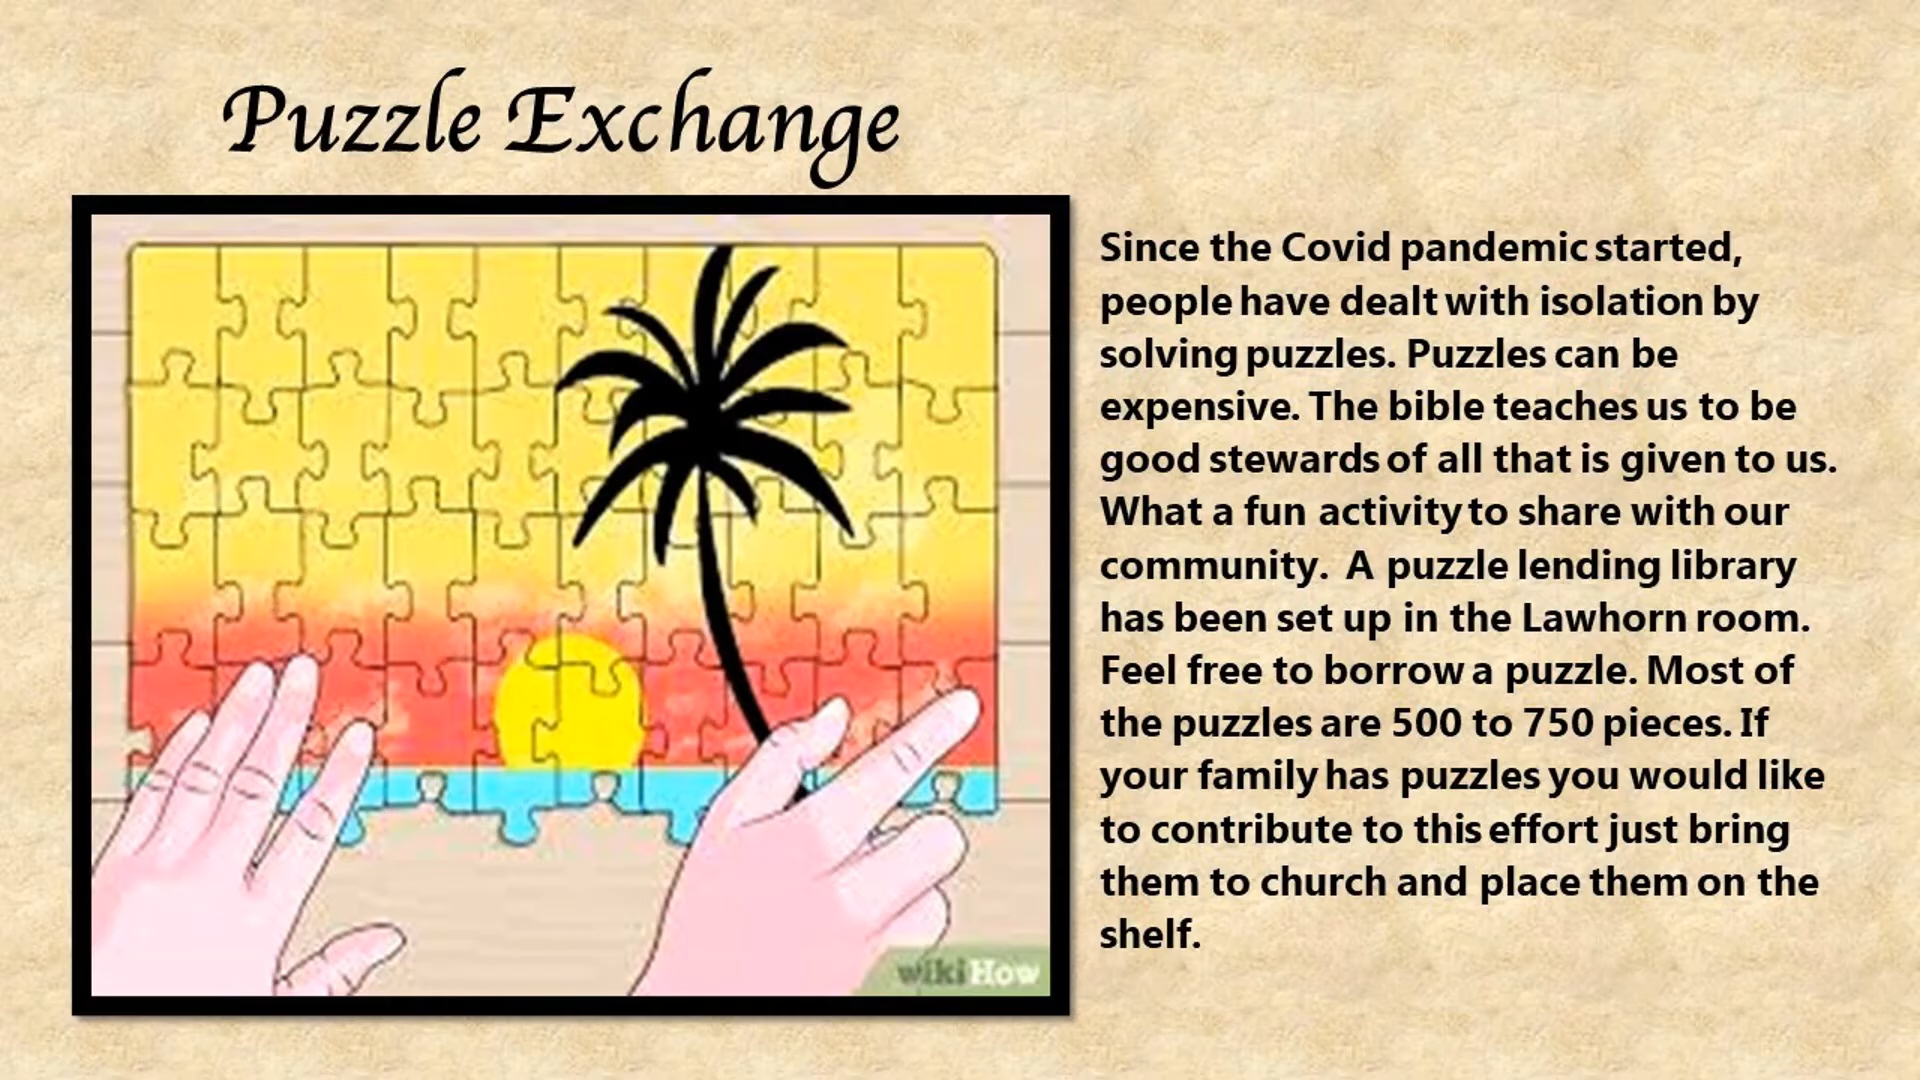 Puzzle Exchange
Since the Covid pandemic started,
people have dealt with isolation by
solving puzzles. Puzzles can be
expensive. The bible teaches us to be
good stewards of all that is given to us.
What a fun activity to share with our
community.  A puzzle lending library
has been set up in the Lawhorn room.
Feel free to borrow a puzzle. Most of
the puzzles are 500 to 750 pieces. If
your family has puzzles you would like
to contribute to this effort just bring
them to church and place them on the
shelf.
wikiHow